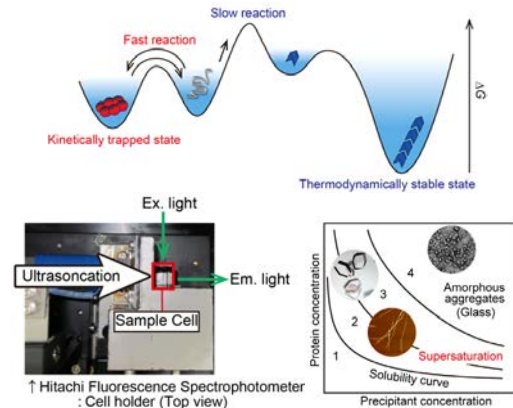 Slow reaction
Fast reaction
ΔG
Kinetically trapped state
Thermodynamically stable state
Ex. light
Ultrasoncation
Em. light
Sample Cell
↑ Hitachi Fluorescence Spectrophotometer
: Cell holder (Top view)
Protein concentration
4
Amorphous
aggregates
(Glass)
3
2
1
Supersaturation
Solubility curve
Precipitant concentration